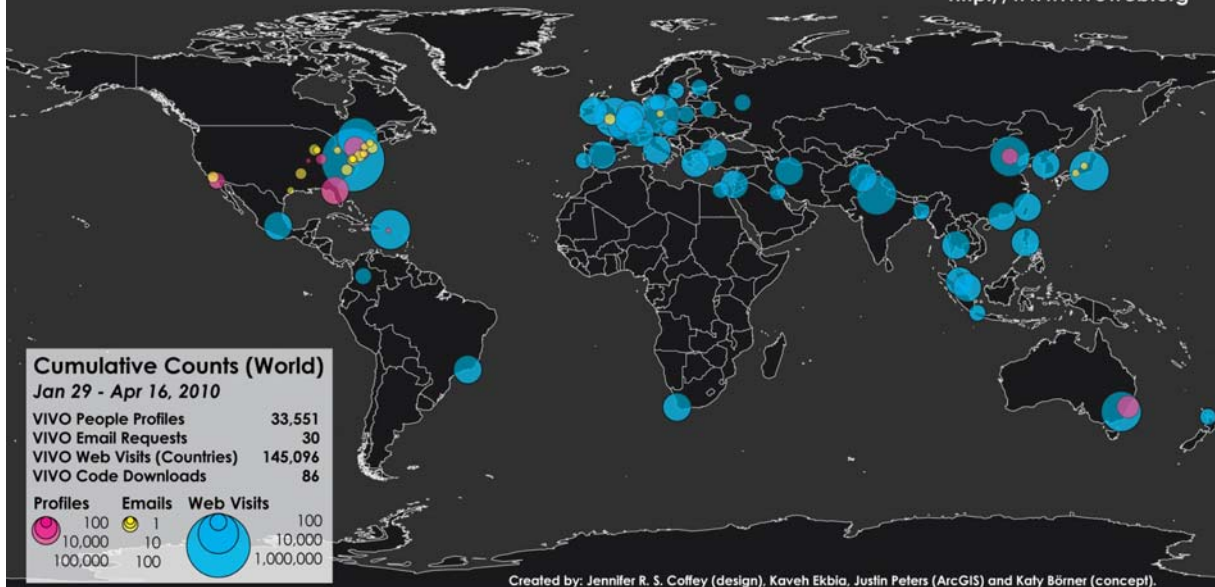 Cumulative Counts (World)
Jan 29 - Apr 16, 2010
VIVO People Profiles 33,551
VIVO Email Requests 30
VIVO Web Visits (Countries) 145,096
VIVO Code Downloads 86
Profiles Emails Web Visits
100 1 100
10,000 10 10,000
100,000 100 1,000,000
Created by: Jennifer R. S. Coffey (design), Kaveh Ekbia, Justin Peters (ArcGIS) and Katy Börner (concept).